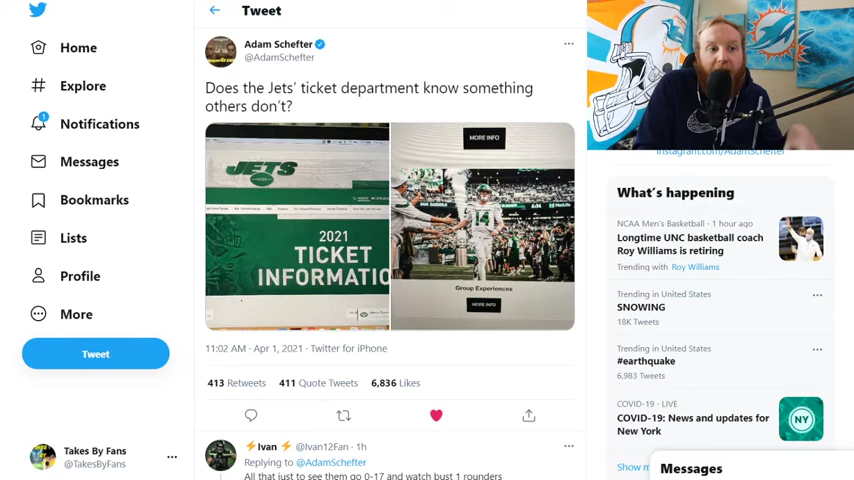 Tweet
Home
Explore
1
Notifications
Messages
Bookmarks
Lists
Profile
More
Tweet
Takes By Fans
@TakesByFans
Adam Schefter
@AdamSchefter
Does the Jets' ticket department know something
others don't?
JETS
2021
TICKET
INFORMATIO
MORE INFO
14
Group Experiences
MORE INFO
11:02 AM · Apr 1, 2021 · Twitter for iPhone
413 Retweets 411 Quote Tweets 6,836 Likes
⚡Ivan ⚡ @Ivan12Fan · 1h
Replying to @AdamSchefter
All that just to see them go 0-17 and watch bust 1 rounders
instagram.com/AdamSchefter
What's happening
NCAA Men's Basketball · 1 hour ago
Longtime UNC basketball coach
Roy Williams is retiring
Trending with Roy Williams
Trending in United States
SNOWING
18K Tweets
Trending in United States
#earthquake
6,983 Tweets
COVID-19 · LIVE
COVID-19: News and updates for
New York
NY
Show m
Messages